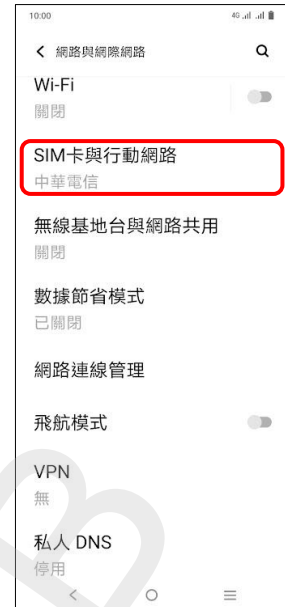 10:00
4G
網路與網際網路
Wi-Fi
關閉
SIM卡與行動網路
中華電信
無線基地台與網路共用
關閉
數據節省模式
已關閉
網路連線管理
飛航模式
VPN
無
私人 DNS
停用